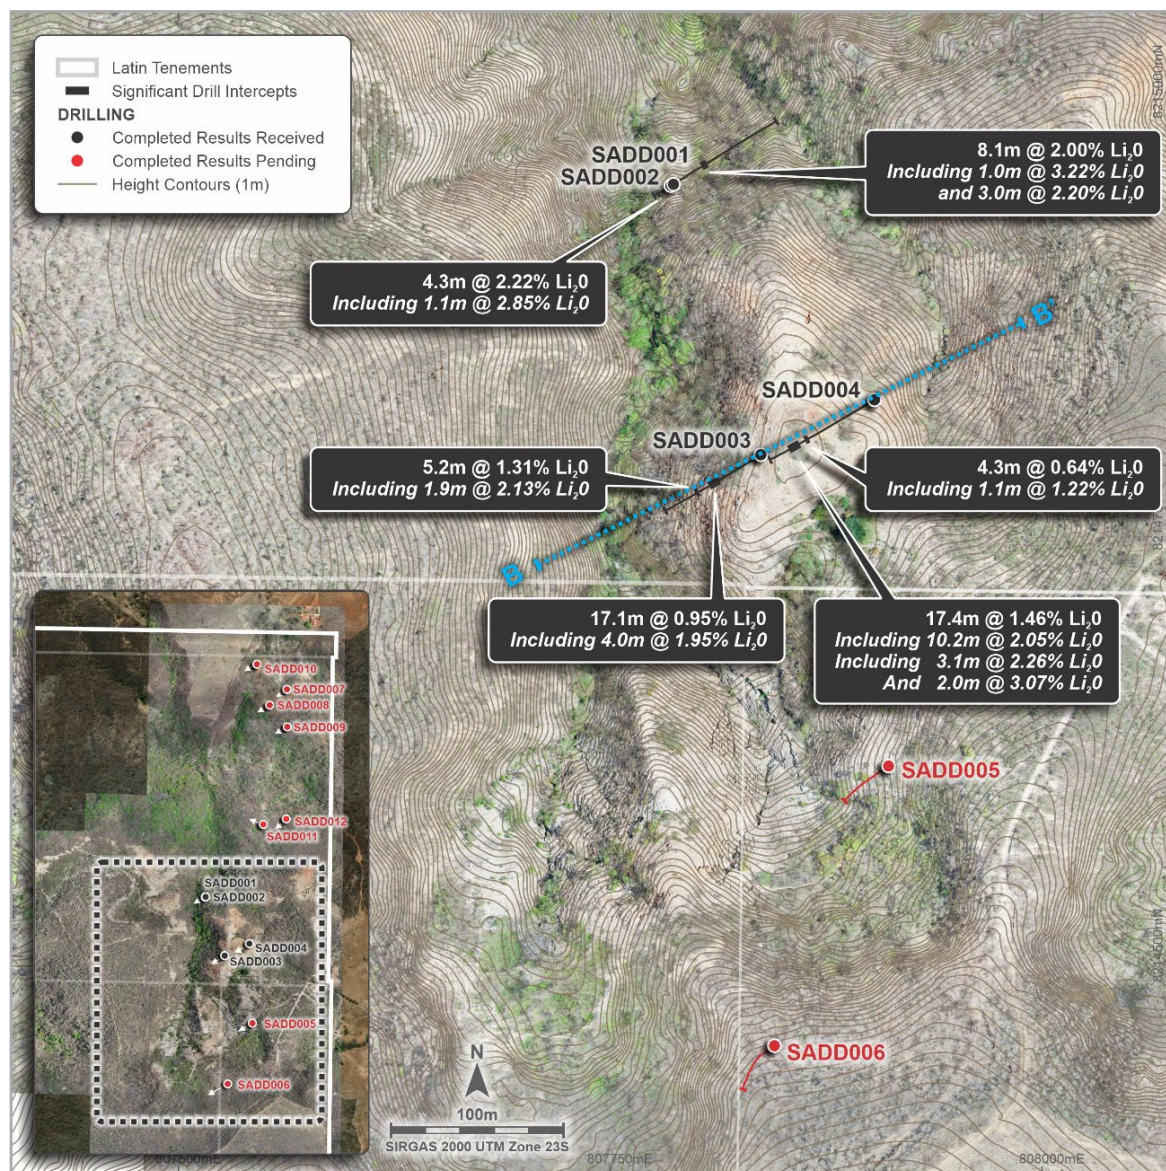 Latin Tenements
Significant Drill Intercepts
DRILLING
Completed Results Received
Completed Results Pending
Height Contours (1m)
8215000mN
SADD001
SADD002
8.1m @ 2.00% Li₂0
Including 1.0m @ 3.22% Li₂0
and 3.0m @ 2.20% Li₂0
4.3m @ 2.22% Li₂0
Including 1.1m @ 2.85% Li₂0
B'
SADD004
SADD003
5.2m @ 1.31% Li₂0
Including 1.9m @ 2.13% Li₂0
4.3m @ 0.64% Li₂0
Including 1.1m @ 1.22% Li₂0
B
17.1m @ 0.95% Li₂0
Including 4.0m @ 1.95% Li₂0
17.4m @ 1.46% Li₂0
Including 10.2m @ 2.05% Li₂0
Including 3.1m @ 2.26% Li₂0
And 2.0m @ 3.07% Li₂0
SADD010
SADD007
SADD008
SADD009
SADD012
SADD011
SADD001
SADD002
SADD004
SADD003
SADD005
SADD006
SADD005
8214500mN
SADD006
N
100m
SIRGAS 2000 UTM Zone 23S
807500mE
807750mE
808000mE